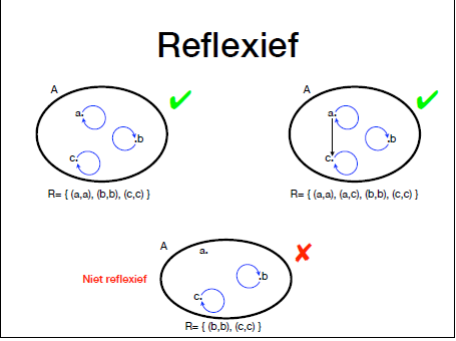 Reflexief
A
a.
.b
c.
R= { (a,a), (b,b), (c,c) }
A
a.
.b
c.
R= { (a,a), (a,c), (b,b), (c,c) }
A
a.
Niet reflexief
.b
c.
R= { (b,b), (c,c) }